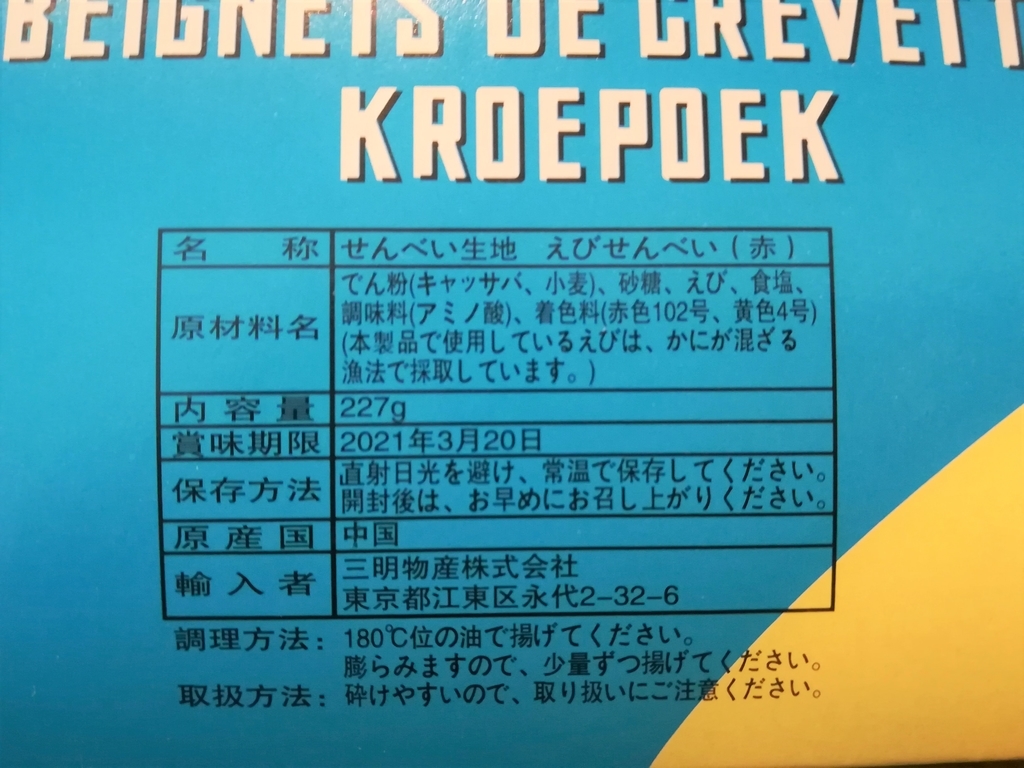 BEIGNETS DE CREVETT
KROEPOEK
名称 せんべい生地 えびせんべい(赤)
原材料名 でん粉(キャッサバ、小麦)、砂糖、えび、食塩、
調味料(アミノ酸)、着色料(赤色102号、黄色4号)
(本製品で使用しているえびは、かにが混ざる
漁法で採取しています。)
内容量 227g
賞味期限 2021年3月20日
保存方法 直射日光を避け、常温で保存してください。
開封後は、お早めにお召し上がりください。
原産国 中国
輸入者 三明物産株式会社
東京都江東区永代2-32-6
調理方法: 180℃位の油で揚げてください。
膨らみますので、少量ずつ揚げてください。
取扱方法: 砕けやすいので、取り扱いにご注意ください。